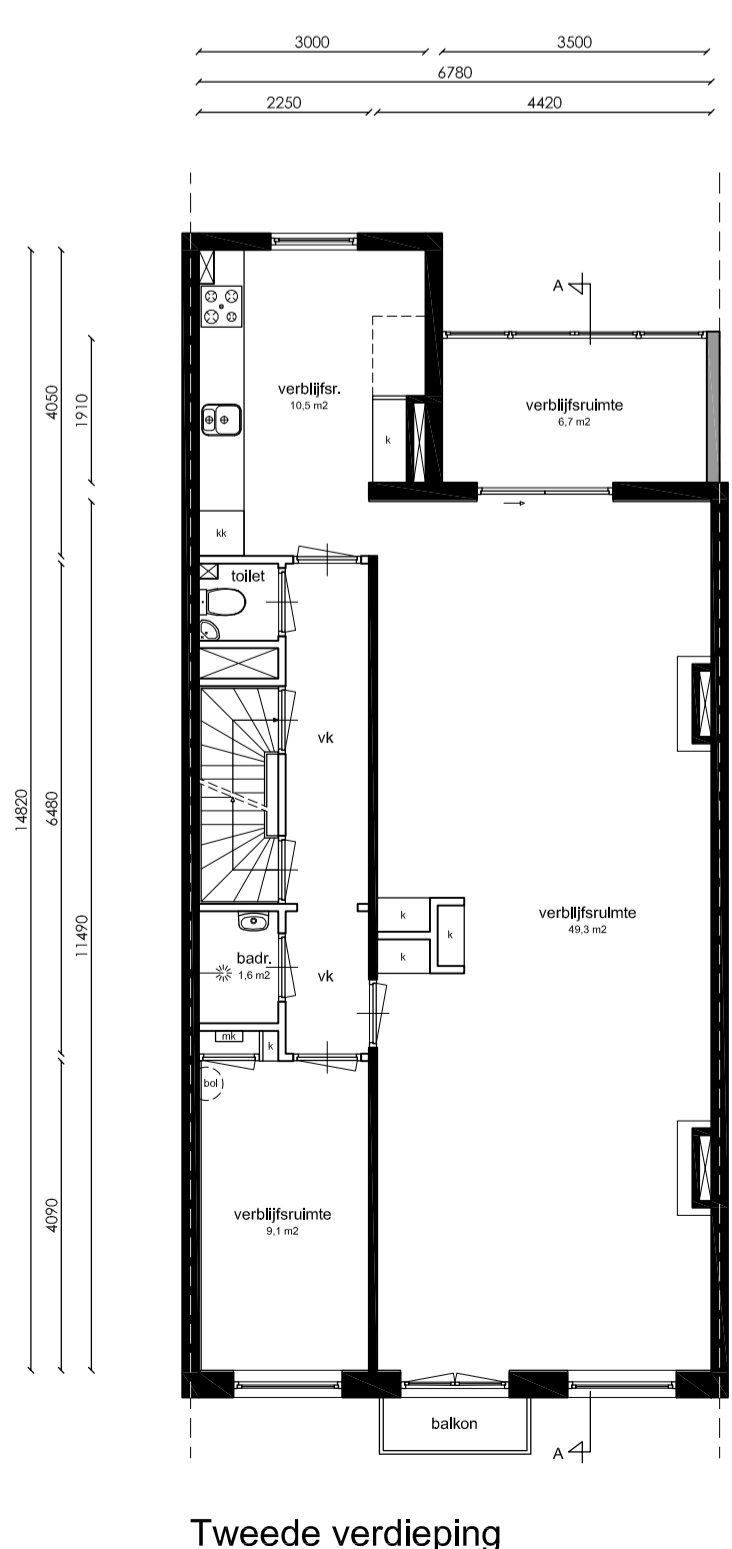 3000
3500
6780
2250
4420
A
4050
1910
verblijfsr.
10,5 m2
verblijfsruimte
6,7 m2
k
kk
toilet
vk
14820
6480
11490
k
k
k
verblijfsruimte
49,3 m2
badr.
1,6 m2
vk
mk
k
bol
4090
verblijfsruimte
9,1 m2
balkon
A
Tweede verdieping